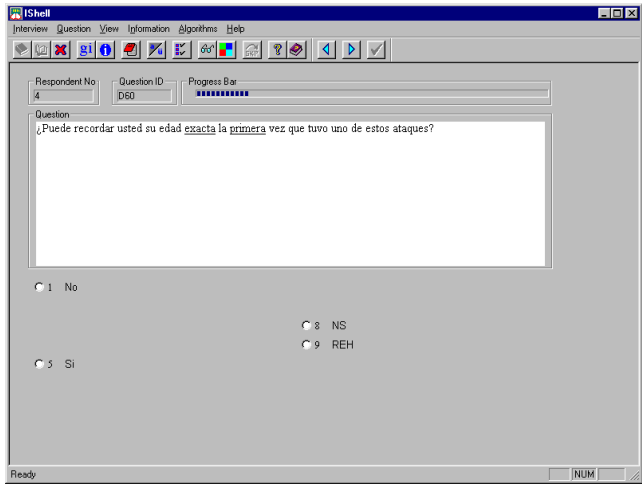 IShell
Interview Question View Information Algorithms Help
gi
Respondent No
4
Question ID
D60
Progress Bar
Question
¿Puede recordar usted su edad exacta la primera vez que tuvo uno de estos ataques?
1 No
8 NS
9 REH
5 Si
Ready
NUM